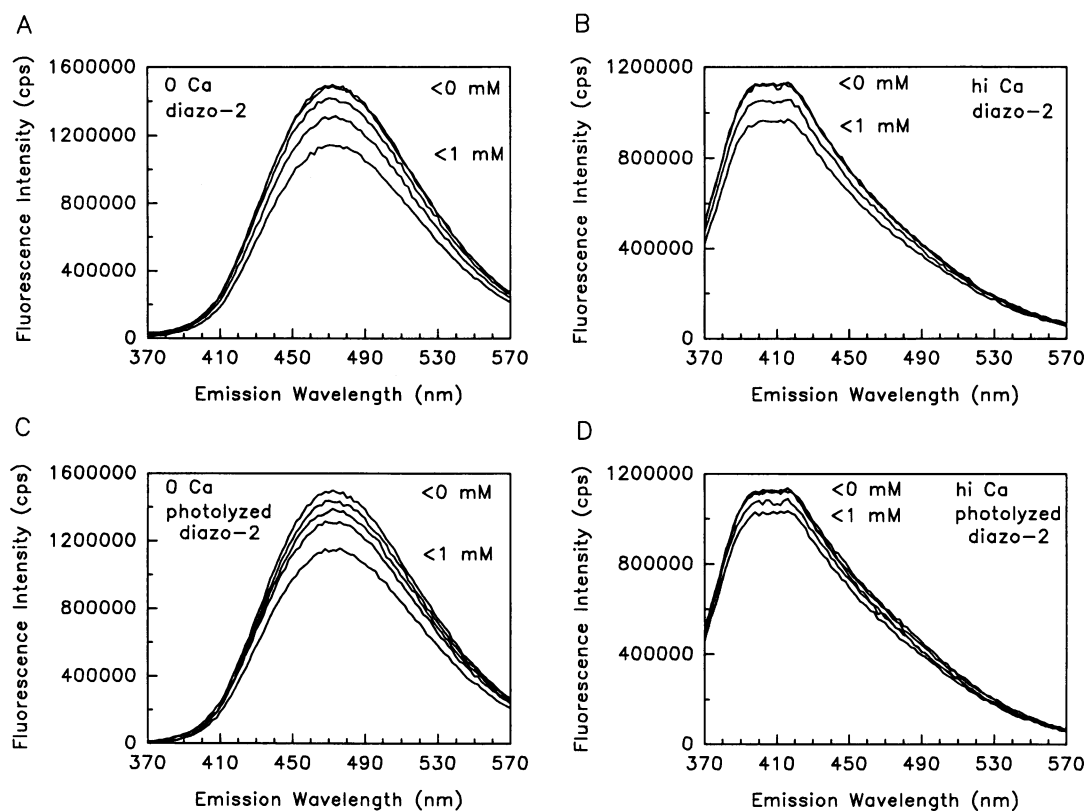 A
Fluorescence Intensity (cps)
1600000
1200000
800000
400000
0
0 Ca
diazo-2
<0 mM
<1 mM
370 410 450 490 530 570
Emission Wavelength (nm)
B
Fluorescence Intensity (cps)
1200000
800000
400000
0
<0 mM
<1 mM
hi Ca
diazo-2
370 410 450 490 530 570
Emission Wavelength (nm)
C
Fluorescence Intensity (cps)
1600000
1200000
800000
400000
0
0 Ca
photolyzed
diazo-2
<0 mM
<1 mM
370 410 450 490 530 570
Emission Wavelength (nm)
D
Fluorescence Intensity (cps)
1200000
800000
400000
0
<0 mM
<1 mM
hi Ca
photolyzed
diazo-2
370 410 450 490 530 570
Emission Wavelength (nm)